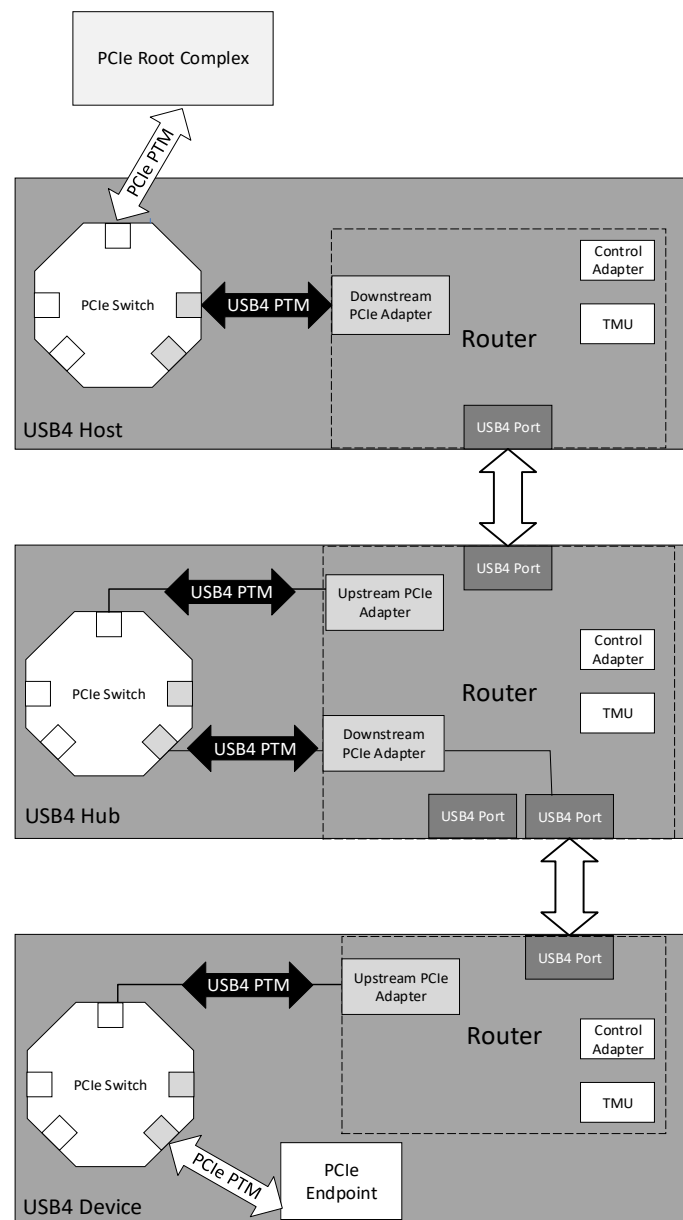 PCIe Root Complex
PCIe PTM
PCIe Switch
USB4 PTM
Downstream
PCIe Adapter
Control
Adapter
TMU
Router
USB4 Port
USB4 Host
USB4 Port
USB4 PTM
Upstream PCIe
Adapter
PCIe Switch
Control
Adapter
Router
TMU
USB4 PTM
Downstream
PCIe Adapter
USB4 Port
USB4 Port
USB4 Hub
USB4 Port
USB4 PTM
Upstream PCIe
Adapter
Router
Control
Adapter
PCIe Switch
TMU
PCIe PTM
PCIe
Endpoint
USB4 Device